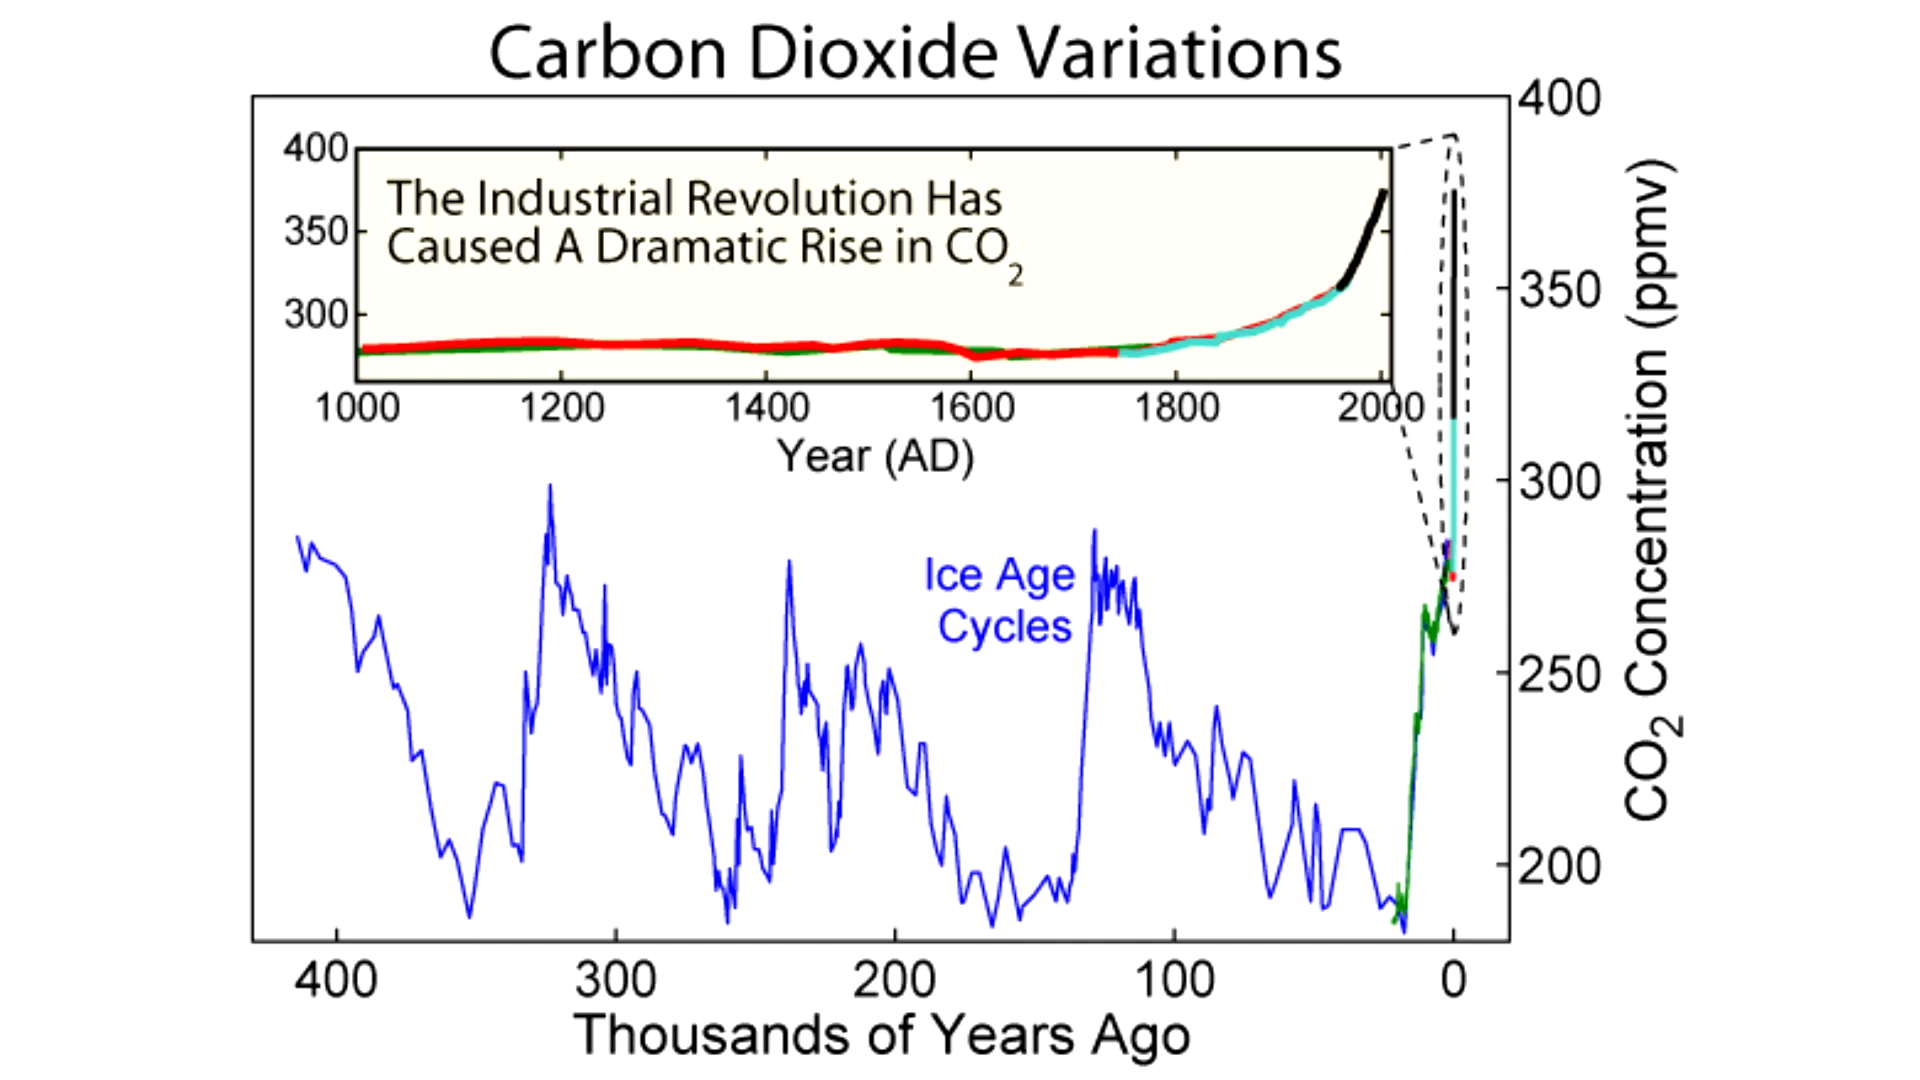 Carbon Dioxide Variations
400
350
300
The Industrial Revolution Has
Caused A Dramatic Rise in CO2
1000 1200 1400 1600 1800 2000
Year (AD)
Ice Age
Cycles
400
350
300
250
200
CO2 Concentration (ppmv)
400 300 200 100 0
Thousands of Years Ago